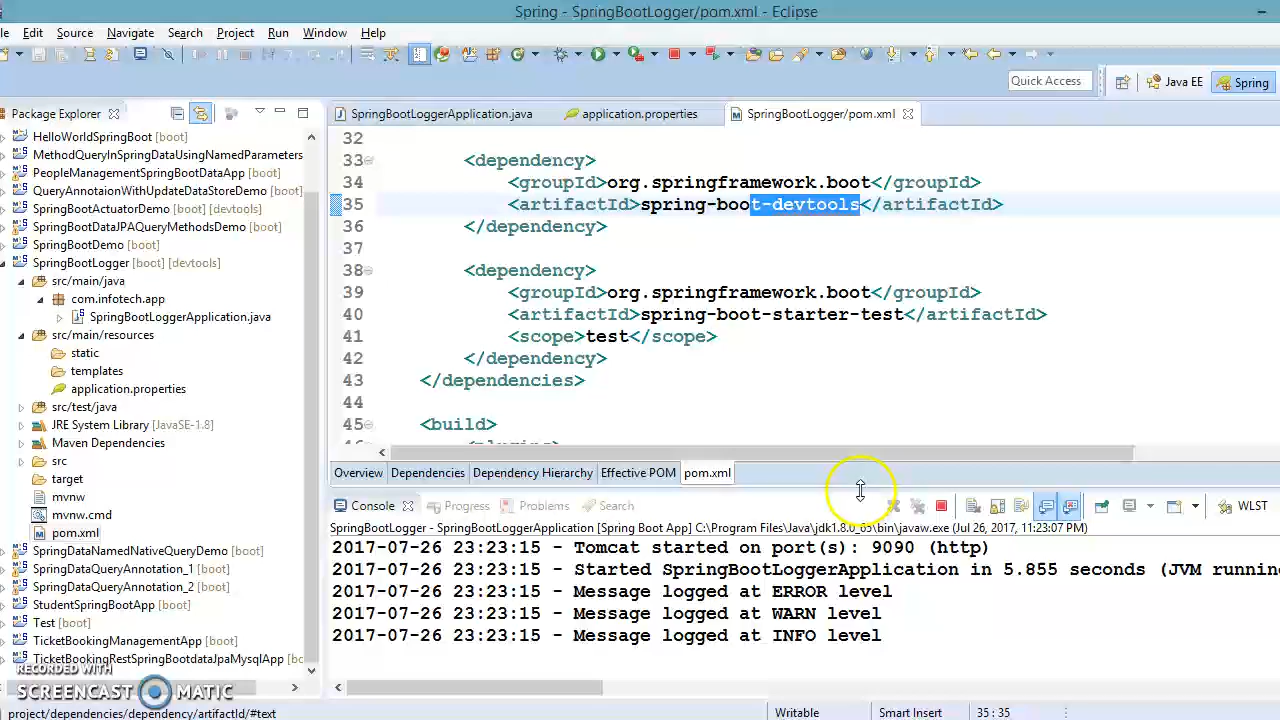 Spring - SpringBootLogger/pom.xml - Eclipse
File Edit Source Navigate Search Project Run Window Help
Quick Access
Java EE
Spring
Package Explorer
HelloWorldSpringBoot [boot]
MethodQueryInSpringDataUsingNamedParameters
PeopleManagementSpringBootDataApp [boot]
QueryAnnotaionWithUpdateDataStoreDemo [boot]
SpringBootActuatorDemo [boot] [devtools]
SpringBootDataJPAQueryMethodsDemo [boot]
SpringBootDemo [boot]
SpringBootLogger [boot] [devtools]
src/main/java
com.infotech.app
SpringBootLoggerApplication.java
src/main/resources
static
templates
application.properties
src/test/java
JRE System Library [JavaSE-1.8]
Maven Dependencies
src
target
mvnw
mvnw.cmd
pom.xml
SpringDataNamedNativeQueryDemo [boot]
SpringDataQueryAnnotation_1 [boot]
SpringDataQueryAnnotation_2 [boot]
StudentSpringBootApp [boot]
Test [boot]
TicketBookingManagementApp [boot]
TicketBookingRestSpringBootdataJpaMysqlApp [bo
RECORDED WITH
SCREENCAST MATIC
SpringBootLoggerApplication.java application.properties SpringBootLogger/pom.xml
32
33 <dependency>
34 <groupId>org.springframework.boot</groupId>
35 <artifactId>spring-boot-devtools</artifactId>
36 </dependency>
37
38 <dependency>
39 <groupId>org.springframework.boot</groupId>
40 <artifactId>spring-boot-starter-test</artifactId>
41 <scope>test</scope>
42 </dependency>
43 </dependencies>
44
45 <build>
46 <plugins>
Overview Dependencies Dependency Hierarchy Effective POM pom.xml
Console Progress Problems Search
WLST
SpringBootLogger - SpringBootLoggerApplication [Spring Boot App] C:\Program Files\Java\jdk1.8.0_65\bin\javaw.exe (Jul 26, 2017, 11:23:07 PM)
2017-07-26 23:23:15 - Tomcat started on port(s): 9090 (http)
2017-07-26 23:23:15 - Started SpringBootLoggerApplication in 5.855 seconds (JVM running
2017-07-26 23:23:15 - Message logged at ERROR level
2017-07-26 23:23:15 - Message logged at WARN level
2017-07-26 23:23:15 - Message logged at INFO level
project/dependencies/dependency/artifactId/#text
Writable
Smart Insert
35 : 35